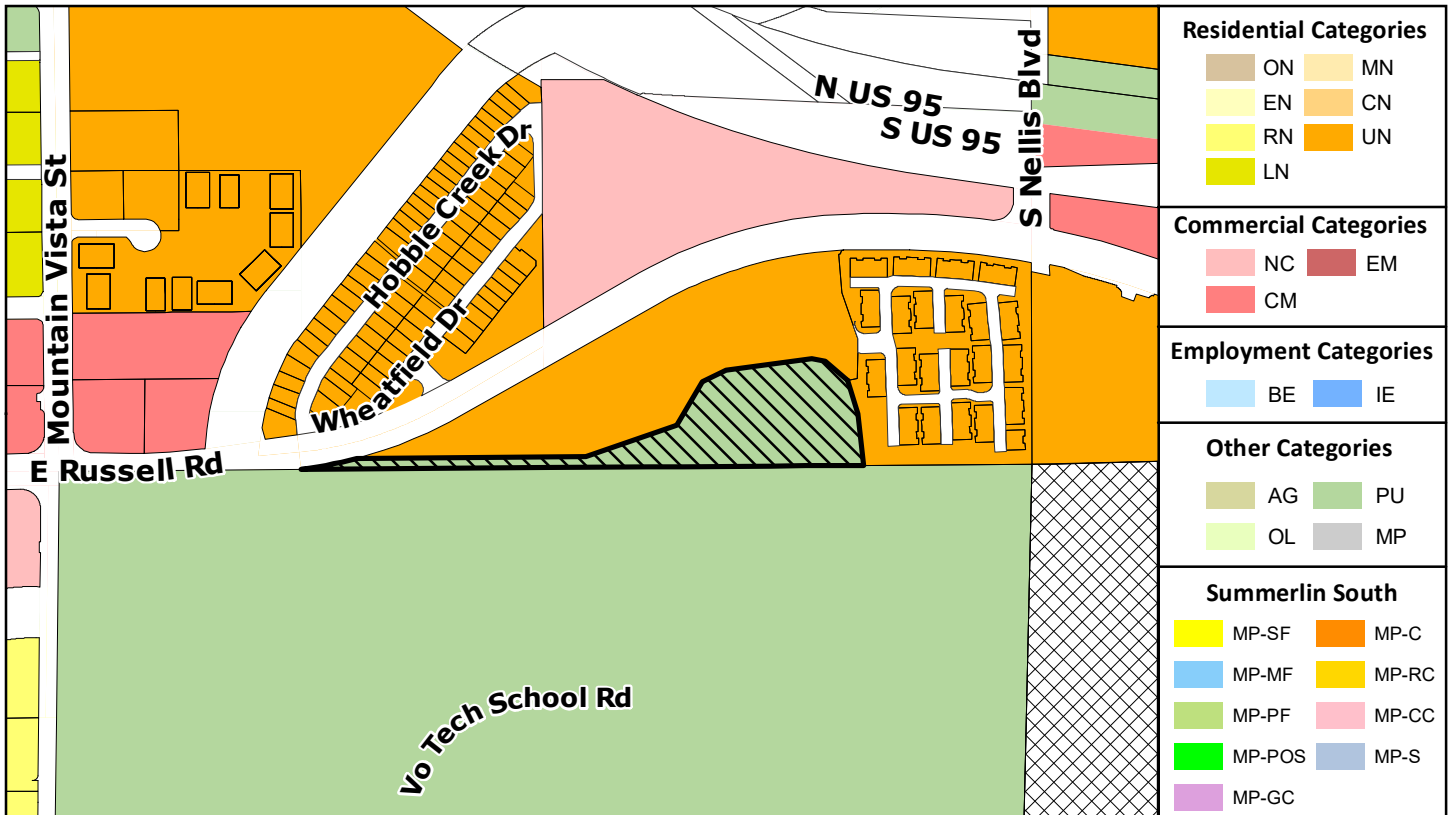 N US 95
S US 95
S Nellis Blvd
Mountain Vista St
Hobble Creek Dr
Wheatfield Dr
E Russell Rd
Vo Tech School Rd
Residential Categories
ON MN
EN CN
RN UN
LN
Commercial Categories
NC EM
CM
Employment Categories
BE IE
Other Categories
AG PU
OL MP
Summerlin South
MP-SF MP-C
MP-MF MP-RC
MP-PF MP-CC
MP-POS MP-S
MP-GC